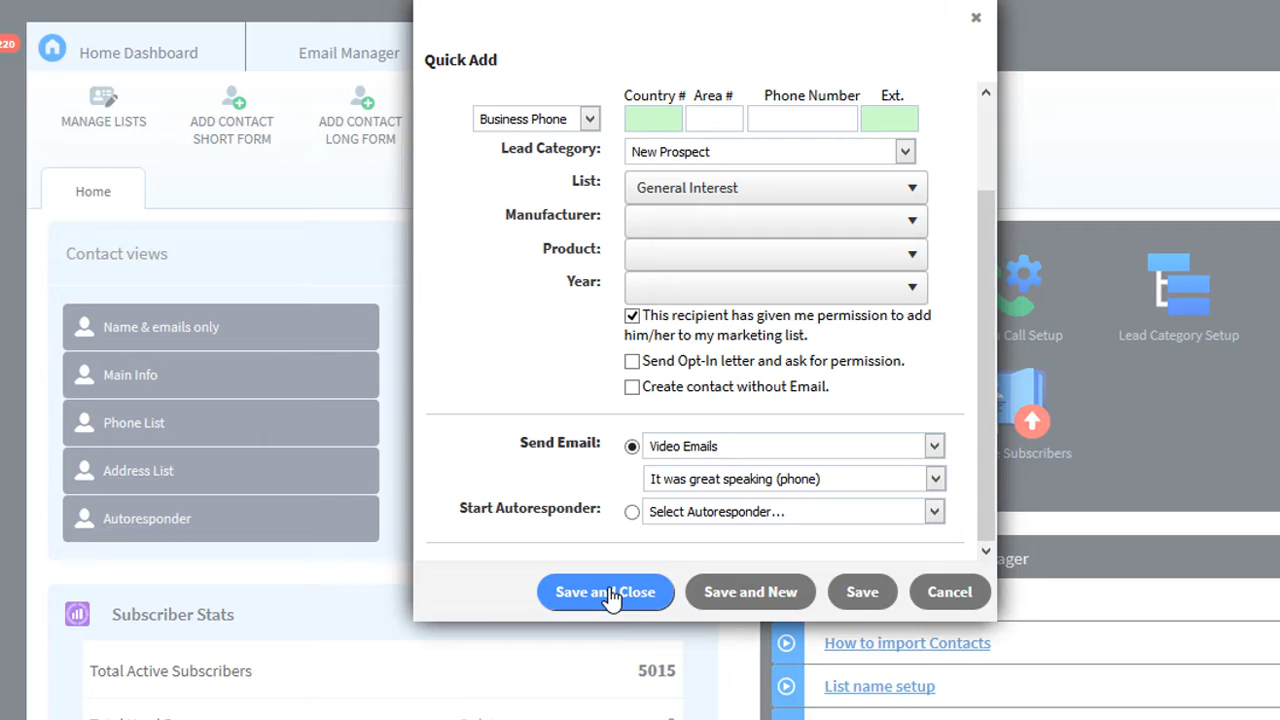 220
Home Dashboard
Email Manager
MANAGE LISTS
ADD CONTACT
SHORT FORM
ADD CONTACT
LONG FORM
Home
Contact views
Name & emails only
Main Info
Phone List
Address List
Autoresponder
Subscriber Stats
Total Active Subscribers
5015
Quick Add
Country # Area # Phone Number Ext.
Business Phone
Lead Category: New Prospect
List: General Interest
Manufacturer:
Product:
Year:
This recipient has given me permission to add
him/her to my marketing list.
Send Opt-In letter and ask for permission.
Create contact without Email.
Send Email: Video Emails
It was great speaking (phone)
Start Autoresponder: Select Autoresponder...
Save and Close
Save and New
Save
Cancel
Call Setup
Lead Category Setup
Subscribers
ager
How to import Contacts
List name setup